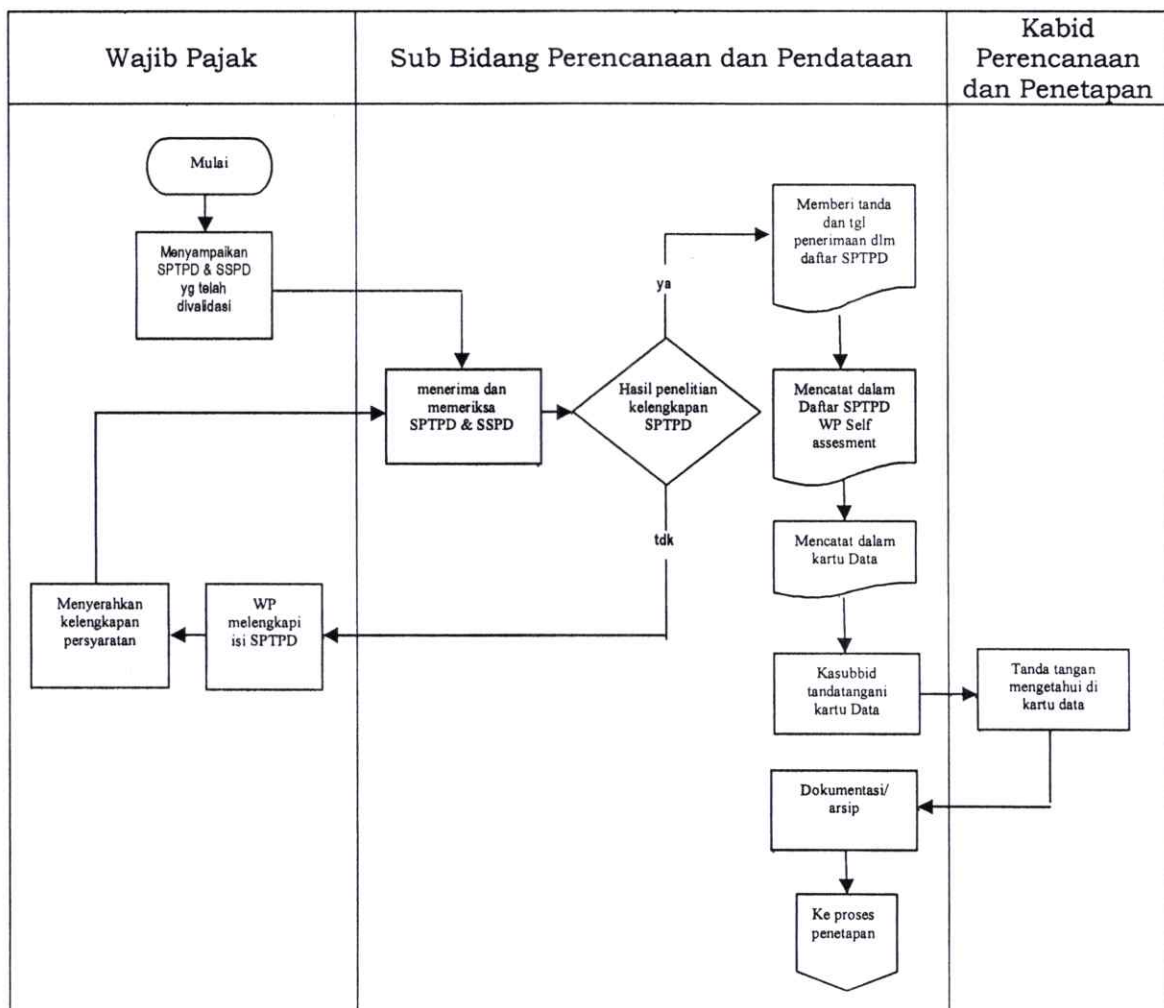 Wajib Pajak
Sub Bidang Perencanaan dan Pendataan
Kabid
Perencanaan
dan Penetapan
Mulai
Menyampaikan
SPTPD & SSPD
yg telah
divalidasi
menerima dan
memeriksa
SPTPD & SSPD
Hasil penelitian
kelengkapan
SPTPD
ya
tdk
Memberi tanda
dan tgl
penerimaan dlm
daftar SPTPD
Mencatat dalam
Daftar SPTPD
WP Self
assesment
Mencatat dalam
kartu Data
Menyerahkan
kelengkapan
persyaratan
WP
melengkapi
isi SPTPD
Kasubbid
tandatangani
kartu Data
Tanda tangan
mengetahui di
kartu data
Dokumentasi/
arsip
Ke proses
penetapan